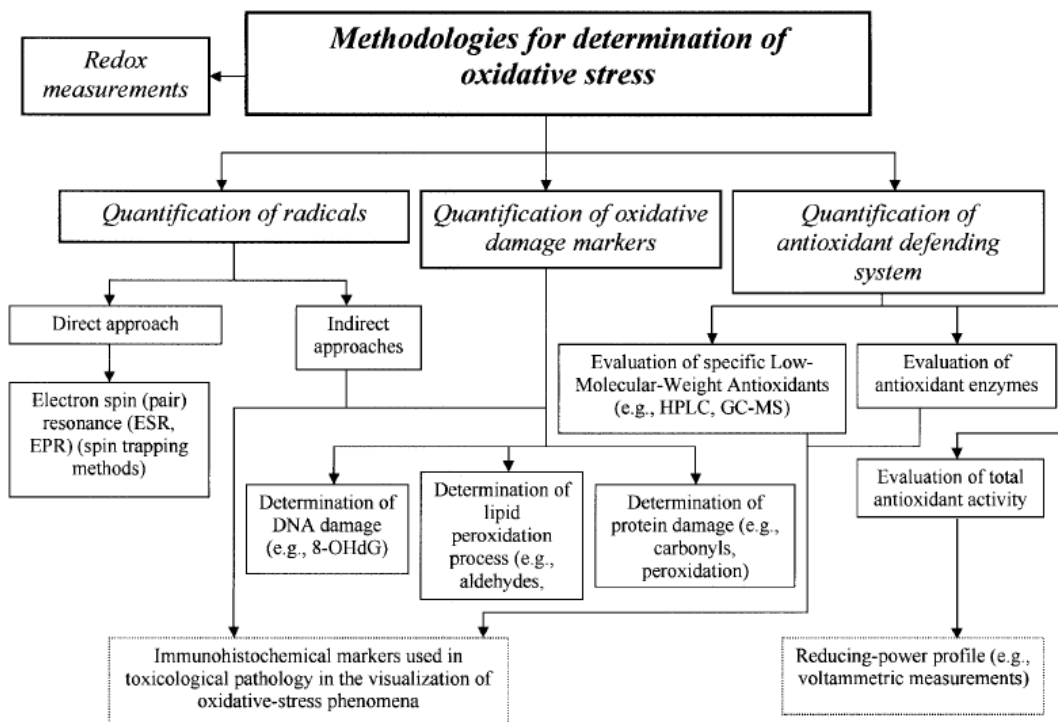 Methodologies for determination of
oxidative stress
Redox
measurements
Quantification of radicals
Quantification of oxidative
damage markers
Quantification of
antioxidant defending
system
Direct approach
Indirect
approaches
Evaluation of specific Low-
Molecular-Weight Antioxidants
(e.g., HPLC, GC-MS)
Evaluation of
antioxidant enzymes
Electron spin (pair)
resonance (ESR,
EPR) (spin trapping
methods)
Determination of
DNA damage
(e.g., 8-OHdG)
Determination of
lipid
peroxidation
process (e.g.,
aldehydes,
Determination of
protein damage (e.g.,
carbonyls,
peroxidation)
Evaluation of total
antioxidant activity
Immunohistochemical markers used in
toxicological pathology in the visualization of
oxidative-stress phenomena
Reducing-power profile (e.g.,
voltammetric measurements)